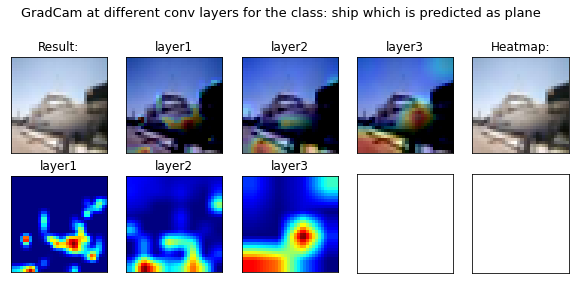 GradCam at different conv layers for the class: ship which is predicted as plane
Result: layer1 layer2 layer3 Heatmap:
layer1 layer2 layer3